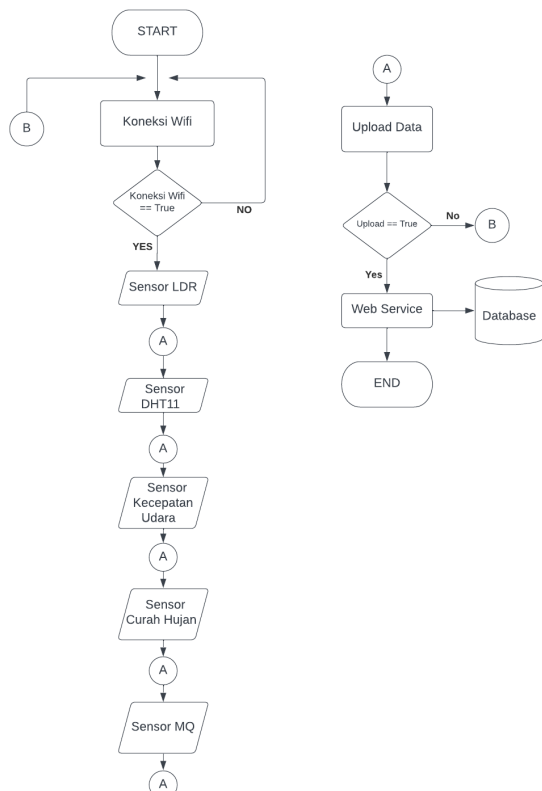 START
B
Koneksi Wifi
Koneksi Wifi
== True
NO
YES
Sensor LDR
A
Sensor
DHT11
A
Sensor
Kecepatan
Udara
A
Sensor
Curah Hujan
A
Sensor MQ
A
A
Upload Data
Upload == True
No
B
Yes
Web Service
Database
END